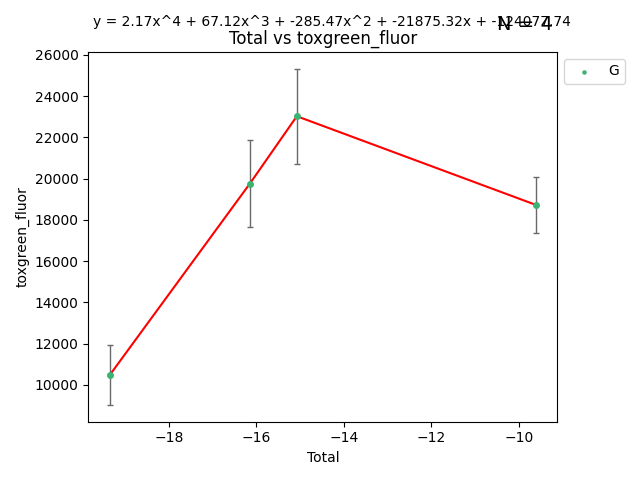 y = 2.17x^4 + 67.12x^3 + -285.47x^2 + -21875.32x +
N = 4
Total vs toxgreen_fluor
G
26000
24000
22000
20000
18000
16000
14000
12000
10000
toxgreen_fluor
−18
−16
−14
−12
−10
Total